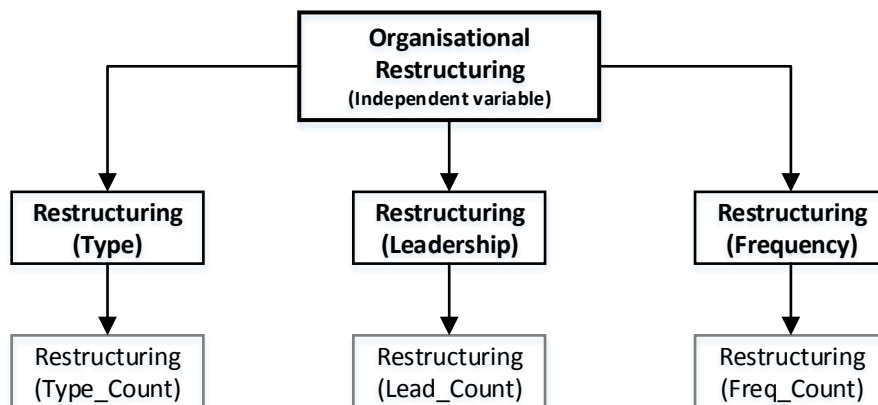 Organisational
Restructuring
(Independent variable)
Restructuring
(Type)
Restructuring
(Leadership)
Restructuring
(Frequency)
Restructuring
(Type_Count)
Restructuring
(Lead_Count)
Restructuring
(Freq_Count)